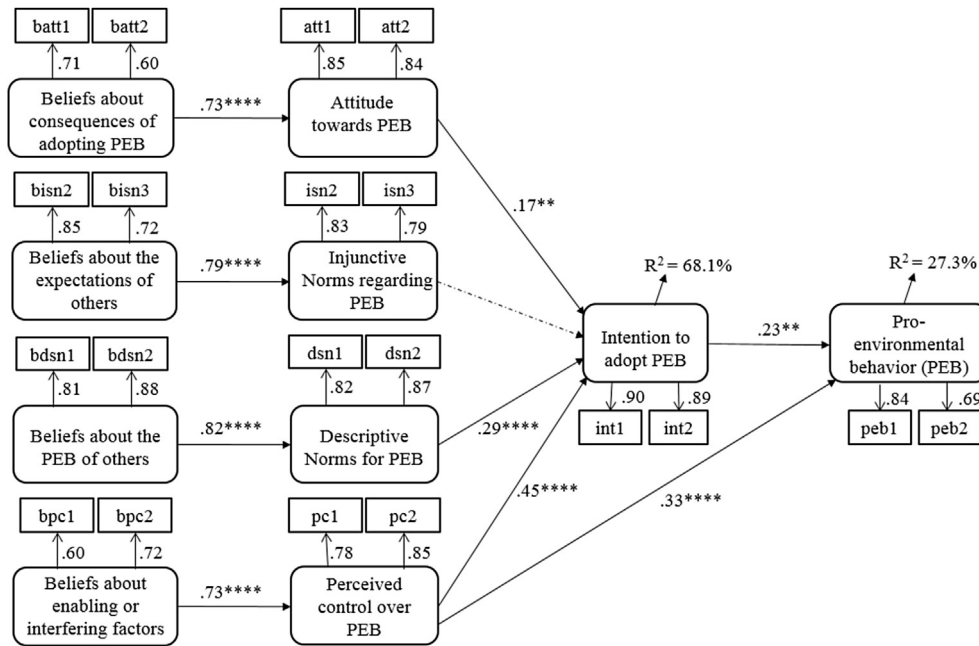 batt1
batt2
att1
att2
.71
.60
.85
.84
Beliefs about
consequences of
adopting PEB
.73****
Attitude
towards PEB
.17**
bisn2
bisn3
isn2
isn3
.85
.72
.83
.79
Beliefs about the
expectations of
others
.79****
Injunctive
Norms regarding
PEB
R² = 68.1%
R² = 27.3%
Intention to
adopt PEB
.23**
Pro-
environmental
behavior (PEB)
.90
.89
.84
.69
int1
int2
peb1
peb2
bdsn1
bdsn2
dsn1
dsn2
.81
.88
.82
.87
Beliefs about the
PEB of others
.82****
Descriptive
Norms for PEB
.29****
.45****
.33****
bpc1
bpc2
pc1
pc2
.60
.72
.78
.85
Beliefs about
enabling or
interfering factors
.73****
Perceived
control over
PEB